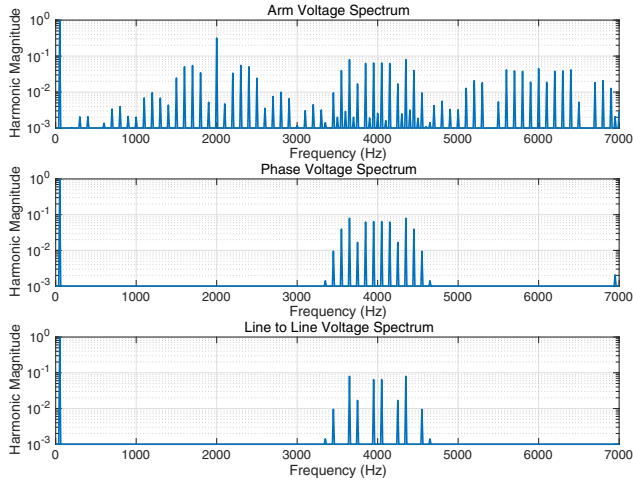 Arm Voltage Spectrum
Harmonic Magnitude
10^0
10^-1
10^-2
10^-3
0 1000 2000 3000 4000 5000 6000 7000
Frequency (Hz)
Phase Voltage Spectrum
Harmonic Magnitude
10^0
10^-1
10^-2
10^-3
0 1000 2000 3000 4000 5000 6000 7000
Frequency (Hz)
Line to Line Voltage Spectrum
Harmonic Magnitude
10^0
10^-1
10^-2
10^-3
0 1000 2000 3000 4000 5000 6000 7000
Frequency (Hz)